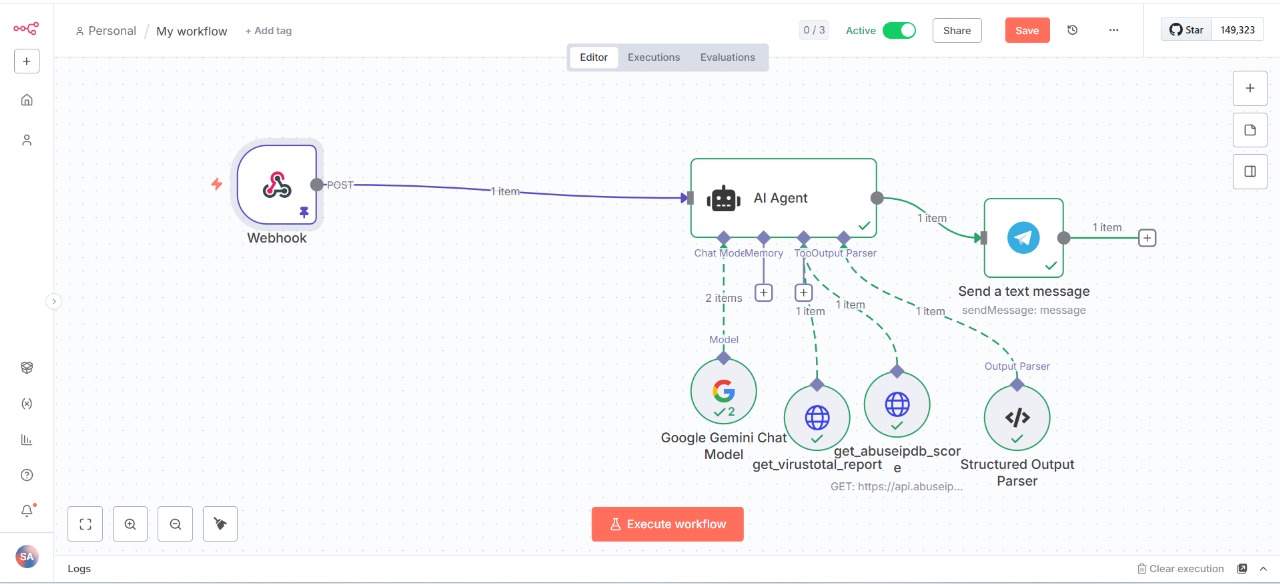 Personal / My workflow + Add tag
0 / 3 Active Share Save ... Star 149,323
Editor Executions Evaluations
POST
1 item
Webhook
AI Agent
Chat Mode Memory Too Output Parser
1 item
1 item
Send a text message
sendMessage: message
2 items
1 item
1 item
1 item
Model
Output Parser
2
Google Gemini Chat
Model
get_virustotal_report
get_abuseipdb_scor
e
GET: https://api.abuseip...
Structured Output
Parser
Execute workflow
SA
Logs
Clear execution